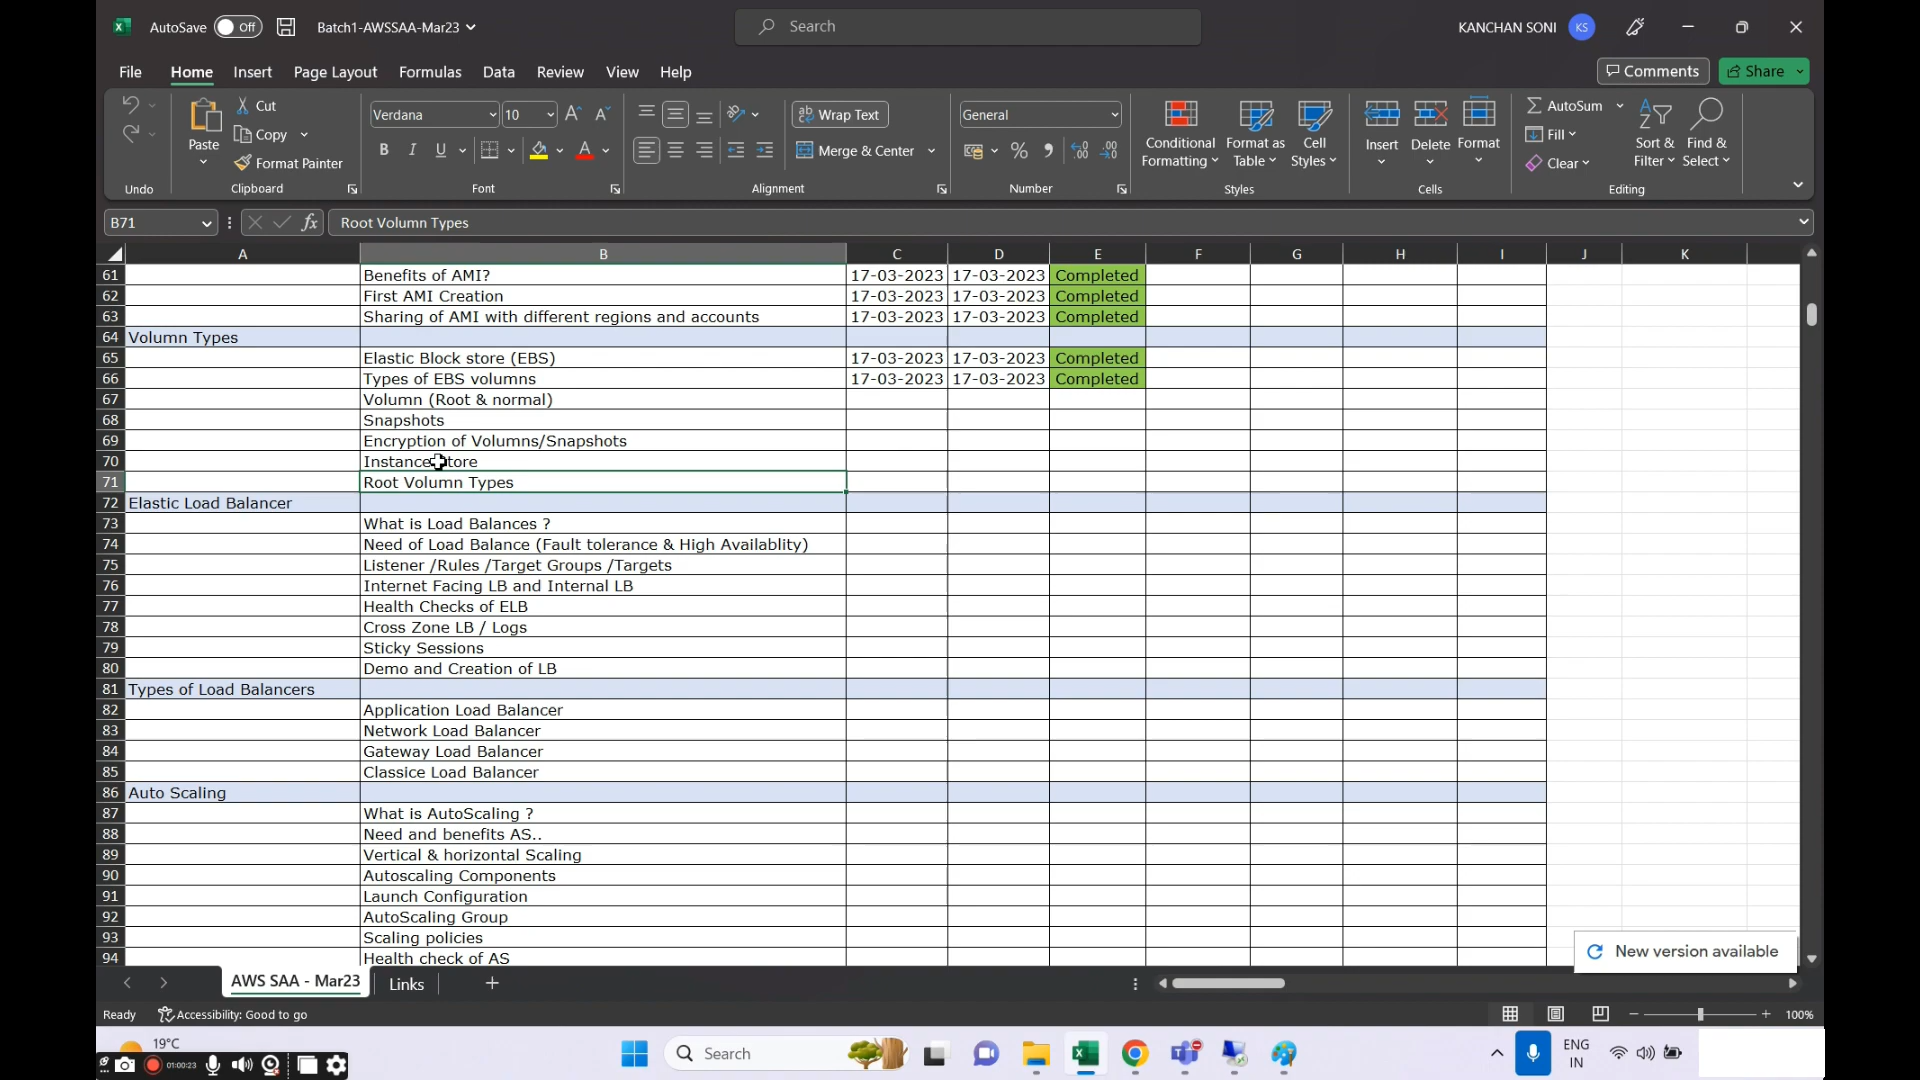 AutoSave Off Batch1-AWSSAA-Mar23 Search KANCHAN SONI KS
File Home Insert Page Layout Formulas Data Review View Help Comments Share
Cut
Copy
Format Painter
Paste
Verdana 10
B I U A
Wrap Text
Merge & Center
General
Conditional Formatting
Format as Table
Cell Styles
Insert Delete Format
AutoSum
Fill
Clear
Sort & Filter
Find & Select
Undo Clipboard Font Alignment Number Styles Cells Editing
B71 fx Root Volumn Types
A B C D E F G H I J K
61 Benefits of AMI? 17-03-2023 17-03-2023 Completed
62 First AMI Creation 17-03-2023 17-03-2023 Completed
63 Sharing of AMI with different regions and accounts 17-03-2023 17-03-2023 Completed
64 Volumn Types
65 Elastic Block store (EBS) 17-03-2023 17-03-2023 Completed
66 Types of EBS volumns 17-03-2023 17-03-2023 Completed
67 Volumn (Root & normal)
68 Snapshots
69 Encryption of Volumns/Snapshots
70 Instance
71 Root Volumn Types
72 Elastic Load Balancer
73 What is Load Balances ?
74 Need of Load Balance (Fault tolerance & High Availablity)
75 Listener /Rules /Target Groups /Targets
76 Internet Facing LB and Internal LB
77 Health Checks of ELB
78 Cross Zone LB / Logs
79 Sticky Sessions
80 Demo and Creation of LB
81 Types of Load Balancers
82 Application Load Balancer
83 Network Load Balancer
84 Gateway Load Balancer
85 Classice Load Balancer
86 Auto Scaling
87 What is AutoScaling ?
88 Need and benefits AS..
89 Vertical & horizontal Scaling
90 Autoscaling Components
91 Launch Configuration
92 AutoScaling Group
93 Scaling policies
94 Health check of AS
New version available
AWS SAA - Mar23 Links
Ready Accessibility: Good to go 100%
19°C
01:00:23
Search
ENG
IN